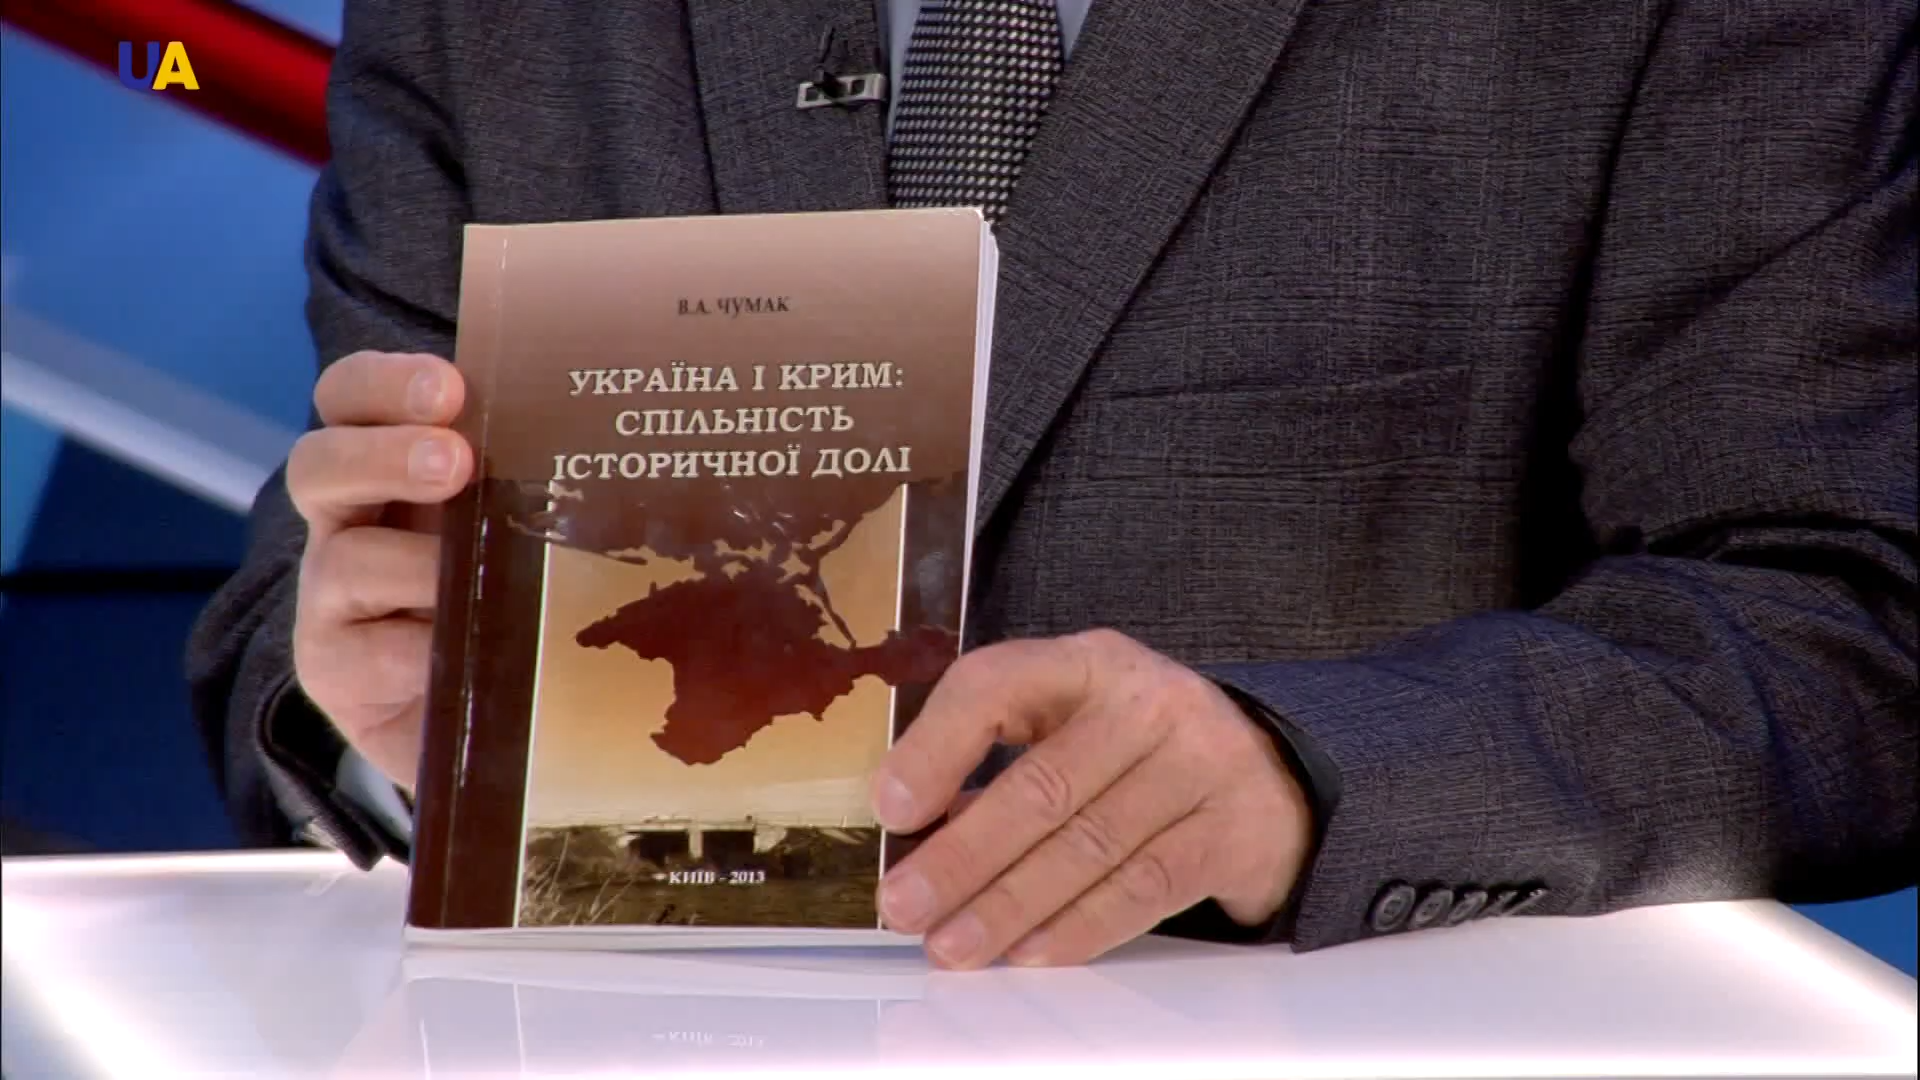 UA
В.А. ЧУМАК
УКРАЇНА І КРИМ:
СПІЛЬНІСТЬ
ІСТОРИЧНОЇ ДОЛІ
КИЇВ - 2013